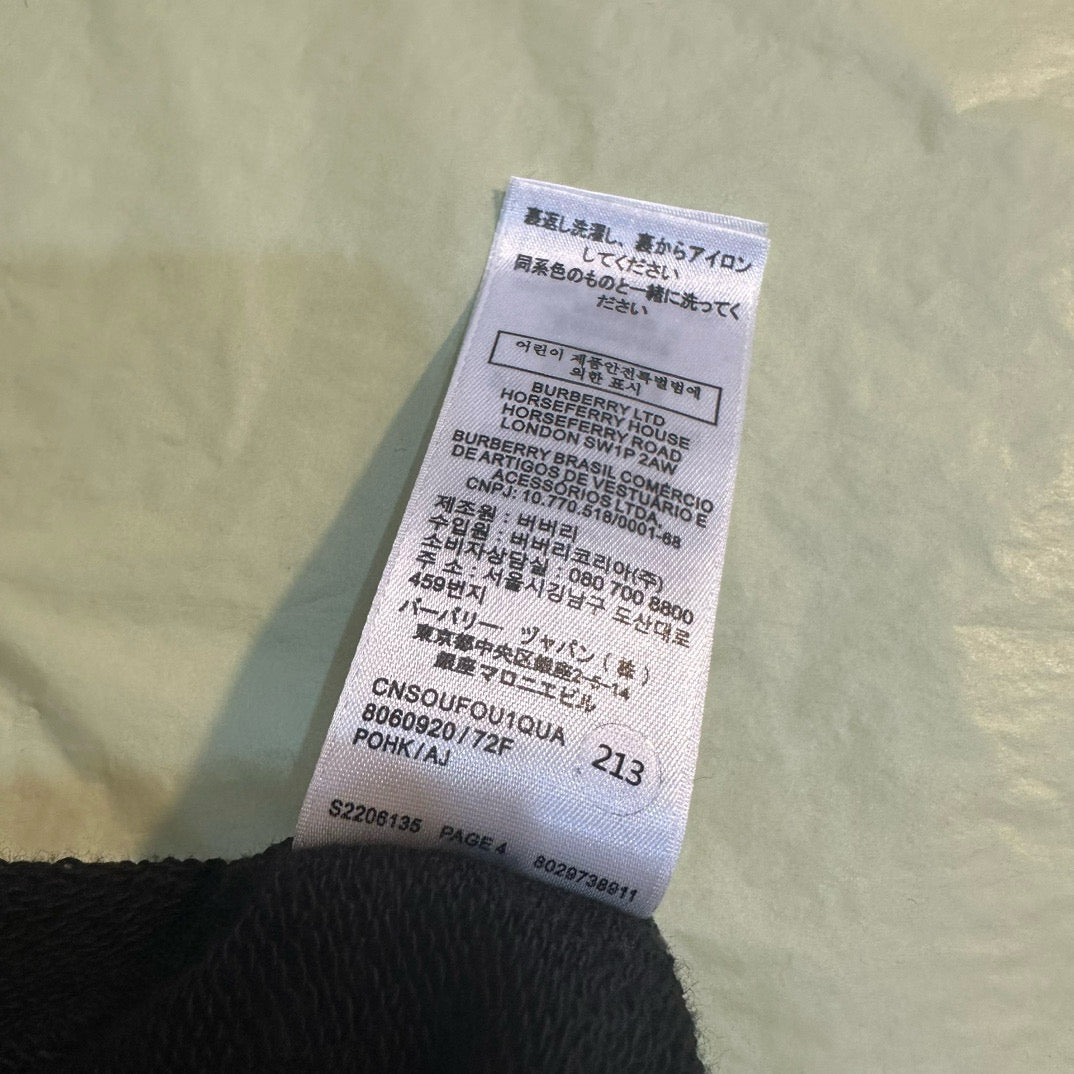 裏返し洗濯し、裏からアイロン
してください
同系色のものと一緒に洗ってく
ださい
어린이 제품안전특별법에
의한 표시
BURBERRY LTD
HORSEFERRY HOUSE
HORSEFERRY ROAD
LONDON SW1P 2AW
BURBERRY BRASIL COMÉRCIO
DE ARTIGOS DE VESTUÁRIO E
ACESSÓRIOS LTDA.
CNPJ: 10.770.518/0001-68
제조원 : 버버리
수입원 : 버버리코리아(주)
소비자상담실 : 080 700 8800
주 소 : 서울시강남구 도산대로
459번지
バーバリー ヅャパン(株)
東京都中央区銀座2-5-14
銀座マロニエビル
CNSOUFOU1QUA
8060920/72F
POHK/AJ
213
S2206135 PAGE 4 8029738911